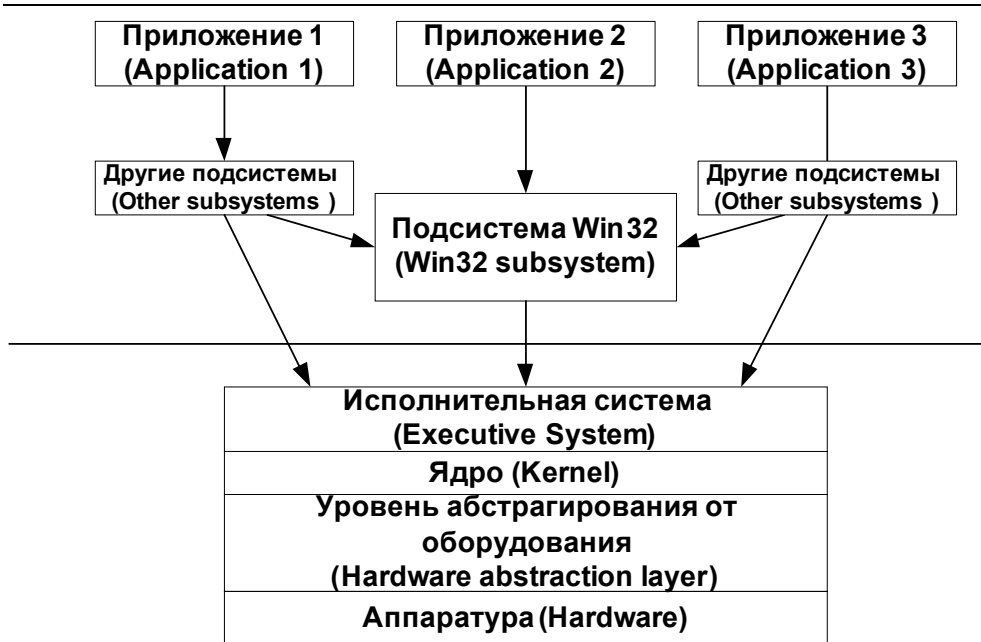 Приложение 1
(Application 1)
Приложение 2
(Application 2)
Приложение 3
(Application 3)
Другие подсистемы
(Other subsystems )
Другие подсистемы
(Other subsystems )
Подсистема Win32
(Win32 subsystem)
Исполнительная система
(Executive System)
Ядро (Kernel)
Уровень абстрагирования от
оборудования
(Hardware abstraction layer)
Аппаратура (Hardware)